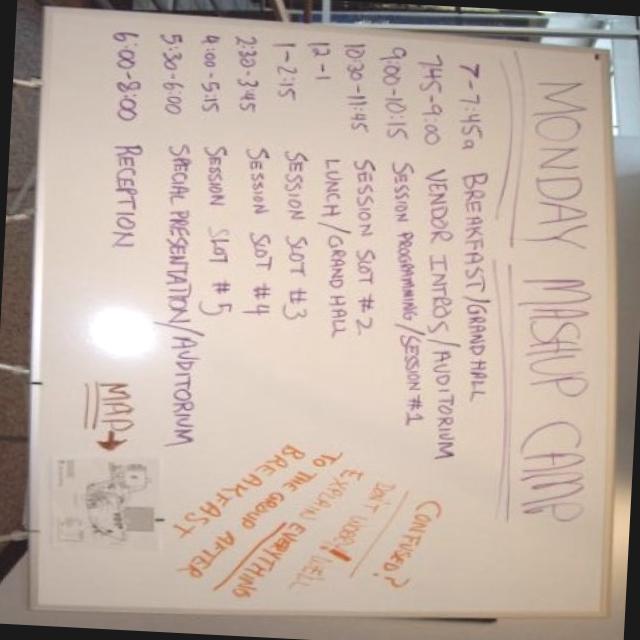 MONDAY MASHUP CAMP
7-7:45a BREAKFAST/GRAND HALL
7:45-9:00 VENDOR INTROS/AUDITORIUM
9:00-10:15 SESSION PROGRAMMING/SESSION #1
10:30-11:45 SESSION SLOT #2
12-1 LUNCH/GRAND HALL
1-2:15 SESSION SLOT #3
2:30-3:45 SESSION SLOT #4
4:00-5:15 SESSION SLOT #5
5:30-6:00 SPECIAL PRESENTATION/AUDITORIUM
6:00-8:00 RECEPTION
CONFUSED?
DON'T WORRY! WE'LL
EXPLAIN EVERYTHING
TO THE GROUP AFTER
BREAKFAST
MAP→